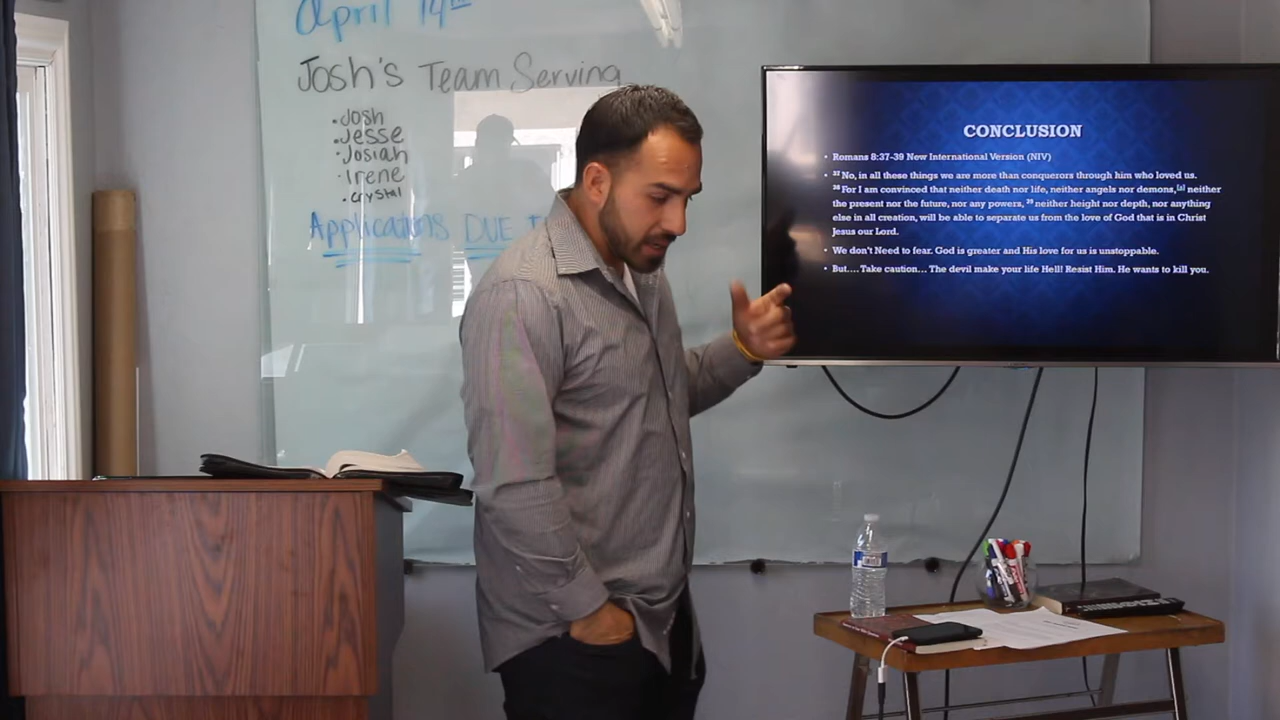 April 14th
Josh's Team Serving
•Josh
•Jesse
•Josiah
•Irene
•Crystal
Applications DUE
CONCLUSION
• Romans 8:37-39 New International Version (NIV)
• 37 No, in all these things we are more than conquerors through him who loved us.
38 For I am convinced that neither death nor life, neither angels nor demons,[a] neither
the present nor the future, nor any powers, 39 neither height nor depth, nor anything
else in all creation, will be able to separate us from the love of God that is in Christ
Jesus our Lord.
• We don't Need to fear. God is greater and His love for us is unstoppable.
• But.... Take caution... The devil make your life Hell! Resist Him. He wants to kill you.